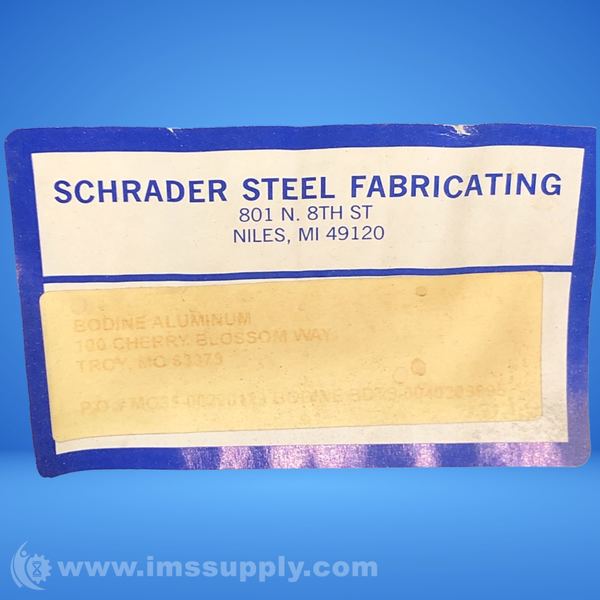 SCHRADER STEEL FABRICATING
801 N. 8TH ST
NILES, MI 49120
BODINE ALUMINUM
100 CHERRY BLOSSOM WAY
TROY, MO 63379
P.O. # BODINE
www.imssupply.com